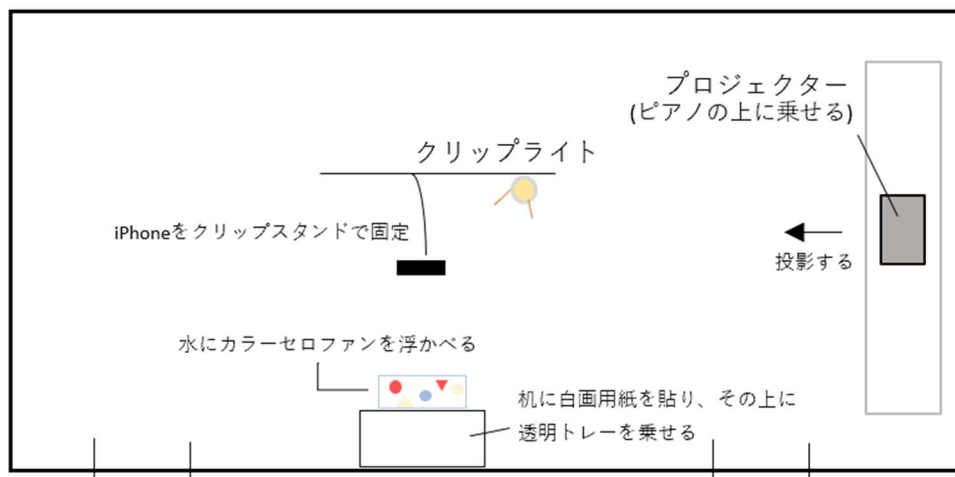 プロジェクター
(ピアノの上に乗せる)
クリップライト
iPhoneをクリップスタンドで固定
投影する
水にカラーセロファンを浮かべる
机に白画用紙を貼り、その上に
透明トレーを乗せる